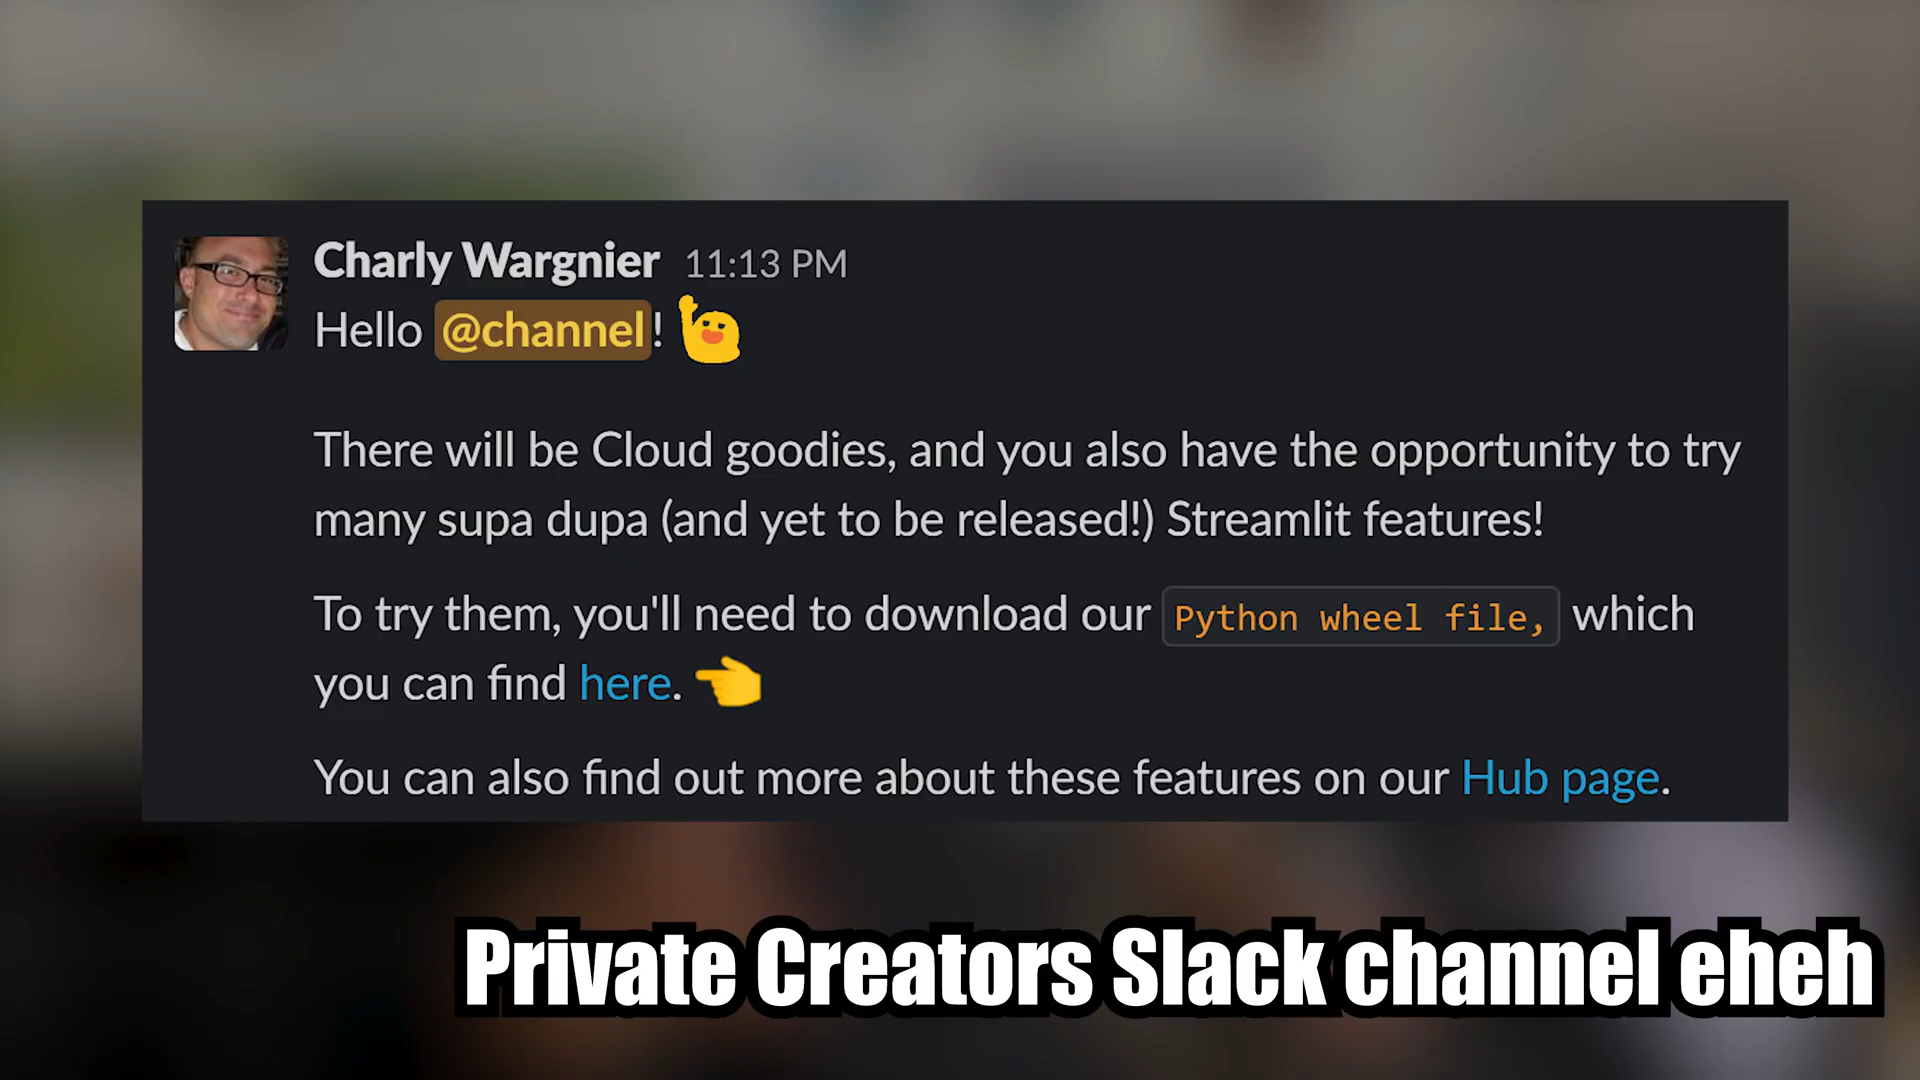 Charly Wargnier 11:13 PM
Hello @channel!
There will be Cloud goodies, and you also have the opportunity to try
many supa dupa (and yet to be released!) Streamlit features!
To try them, you'll need to download our Python wheel file, which
you can find here.
You can also find out more about these features on our Hub page.
Private Creators Slack channel eheh